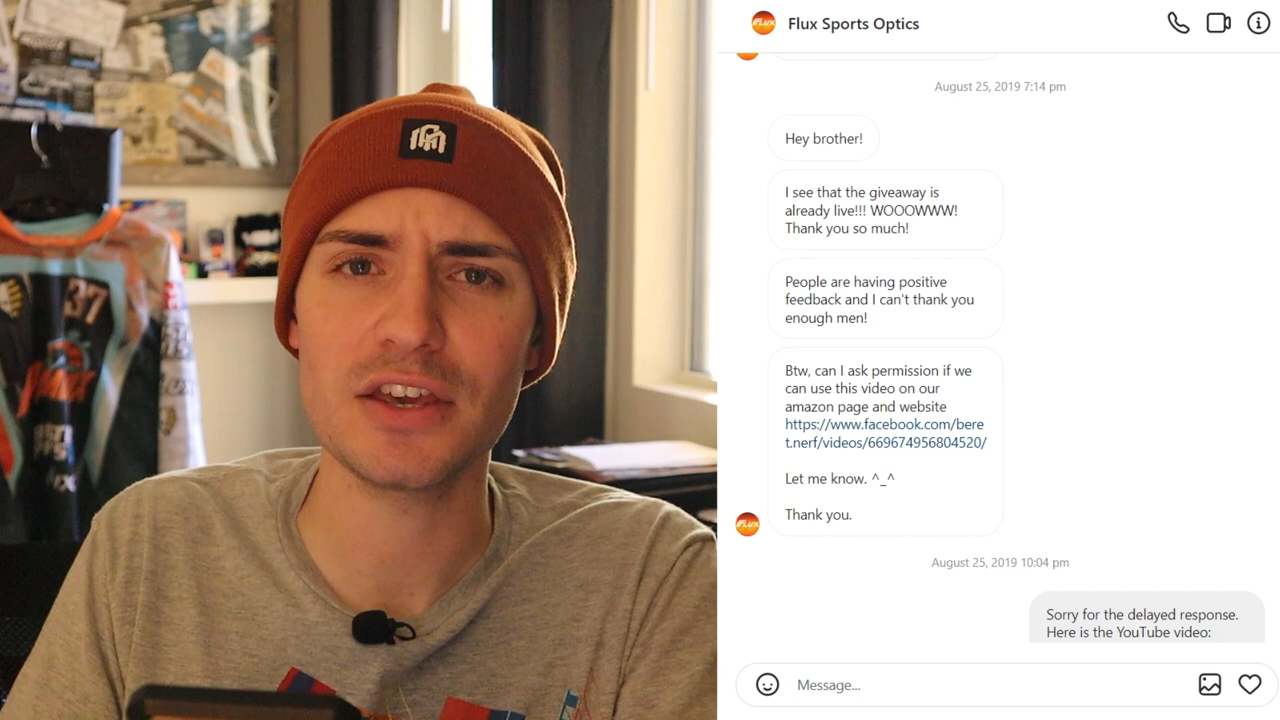 Flux Sports Optics
August 25, 2019 7:14 pm
Hey brother!
I see that the giveaway is
already live!!! WOOOWWW!
Thank you so much!
People are having positive
feedback and I can't thank you
enough men!
Btw, can I ask permission if we
can use this video on our
amazon page and website
https://www.facebook.com/bere
t.nerf/videos/669674956804520/
Let me know. ^_^
Thank you.
FLUX
August 25, 2019 10:04 pm
Sorry for the delayed response.
Here is the YouTube video:
Message...
37